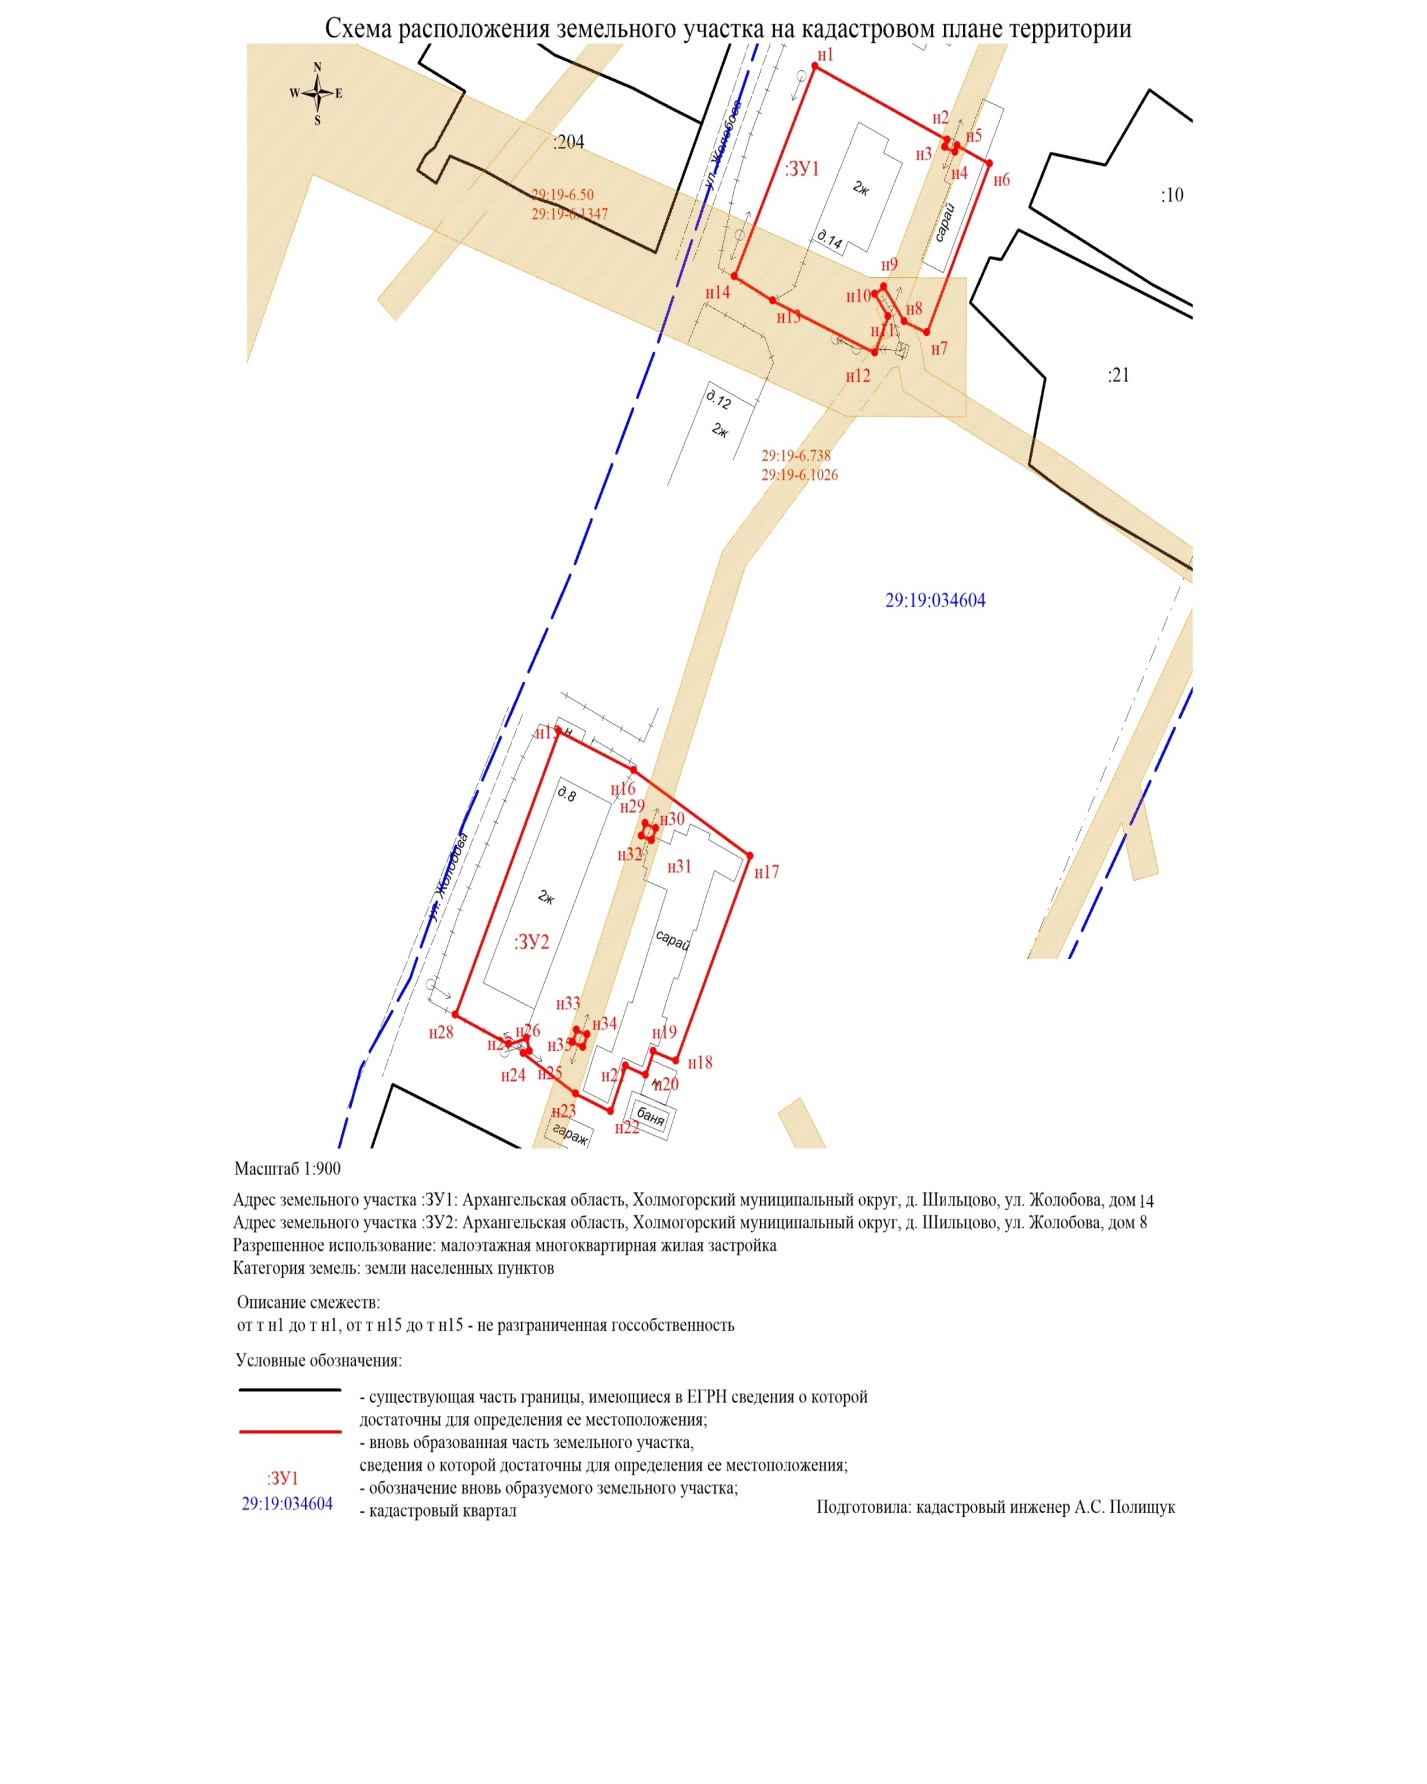 Схема расположения земельного участка на кадастровом плане территории
н1
N
W E
S
ул. Жолобова
н2
н5
:204
н3
н4
:ЗУ1
н6
2ж
:10
29:19-6.50
29:19-6.1347
сарай
д.14
н9
н14
н10
н8
н13
н11
н7
н12
:21
д.12
2ж
29:19-6.738
29:19-6.1026
29:19:034604
н15
н
н16
д.8
н29
н30
н32
н31
н17
ул. Жолобова
2ж
:ЗУ2
сарай
н33
н34
н28
н26
н19
н27
н35
н18
н24
н25
н21
н20
н
н23
баня
н22
гараж
Масштаб 1:900
Адрес земельного участка :ЗУ1: Архангельская область, Холмогорский муниципальный округ, д. Шильцово, ул. Жолобова, дом 14
Адрес земельного участка :ЗУ2: Архангельская область, Холмогорский муниципальный округ, д. Шильцово, ул. Жолобова, дом 8
Разрешенное использование: малоэтажная многоквартирная жилая застройка
Категория земель: земли населенных пунктов
Описание смежеств:
от т н1 до т н1, от т н15 до т н15 - не разграниченная госсобственность
Условные обозначения:
- существующая часть границы, имеющиеся в ЕГРН сведения о которой
достаточны для определения ее местоположения;
- вновь образованная часть земельного участка,
сведения о которой достаточны для определения ее местоположения;
:ЗУ1 - обозначение вновь образуемого земельного участка;
29:19:034604 - кадастровый квартал
Подготовила: кадастровый инженер А.С. Полищук